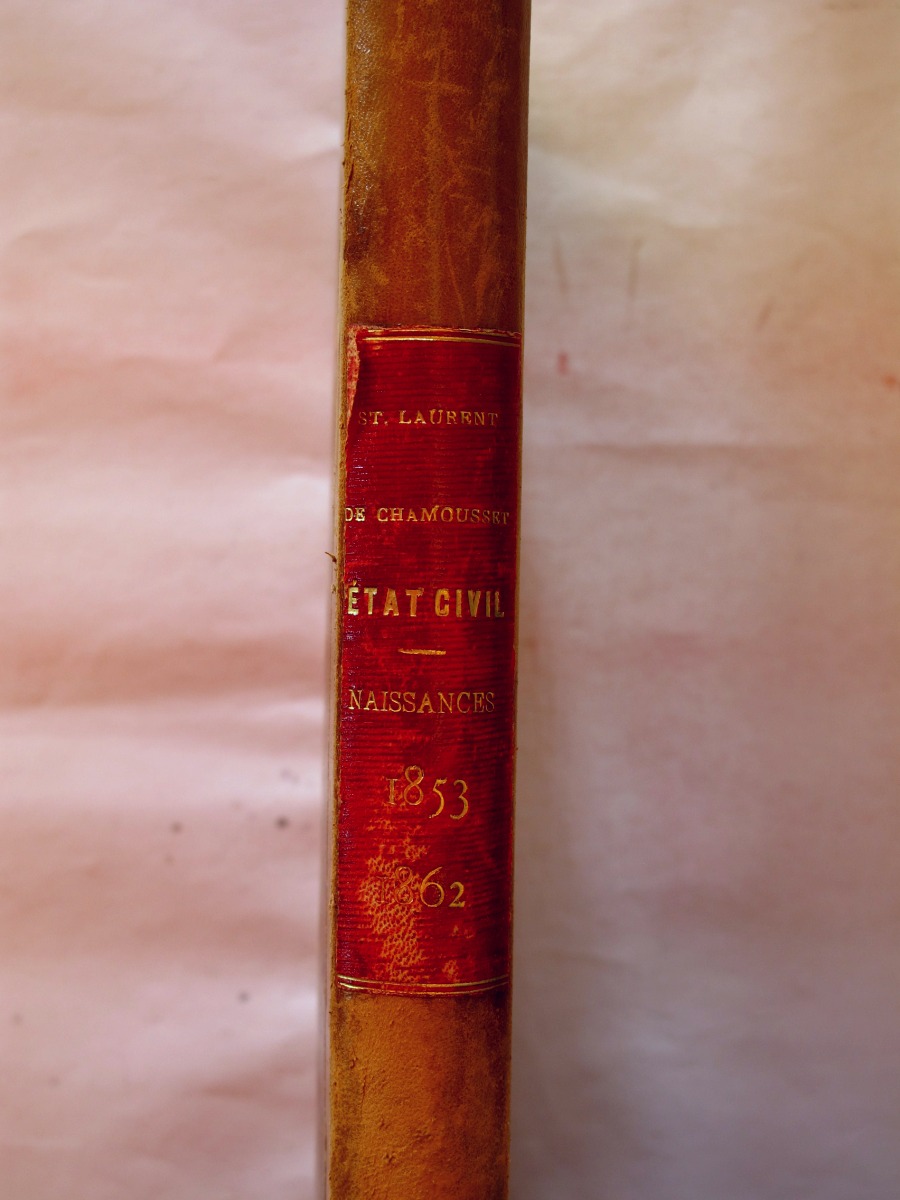 ST. LAURENT
DE CHAMOUSSET
ÉTAT CIVIL
NAISSANCES
1853
1862